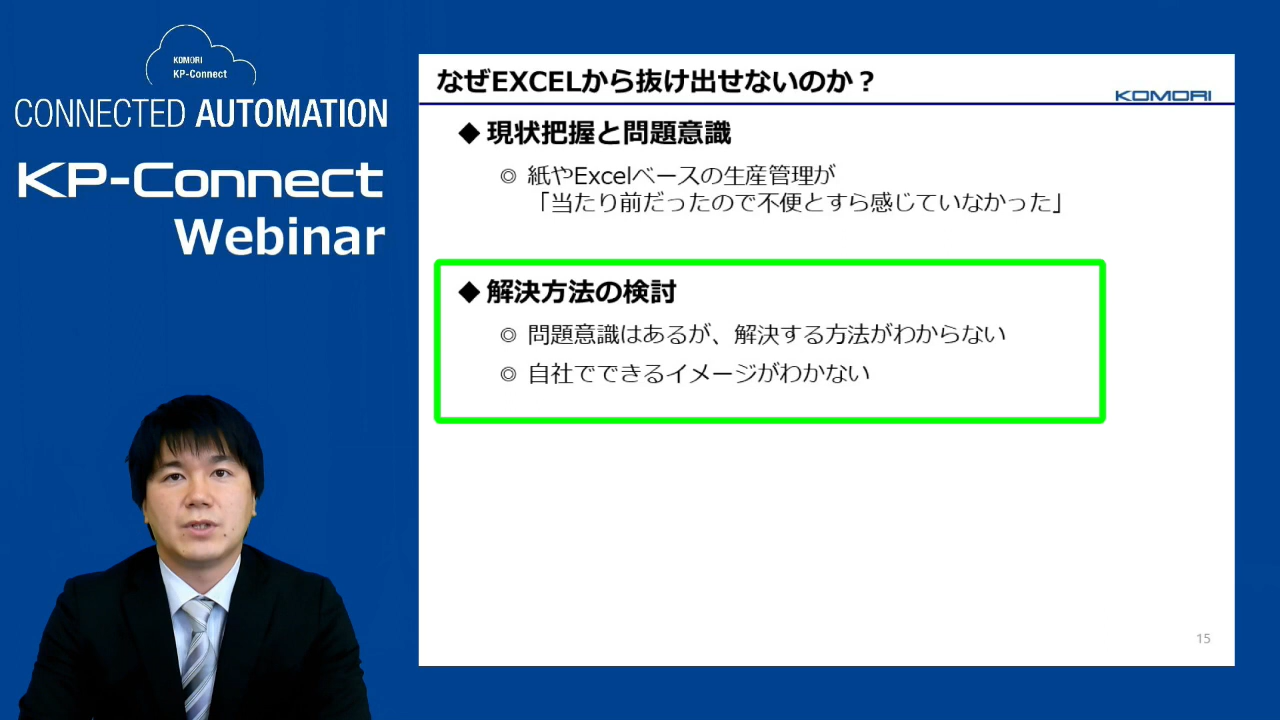 KOMORI
KP-Connect
CONNECTED AUTOMATION
KP-Connect
Webinar
なぜEXCELから抜け出せないのか？
KOMORI
◆ 現状把握と問題意識
◎ 紙やExcelベースの生産管理が
「当たり前だったので不便とすら感じていなかった」
◆ 解決方法の検討
◎ 問題意識はあるが、解決する方法がわからない
◎ 自社でできるイメージがわかない
15